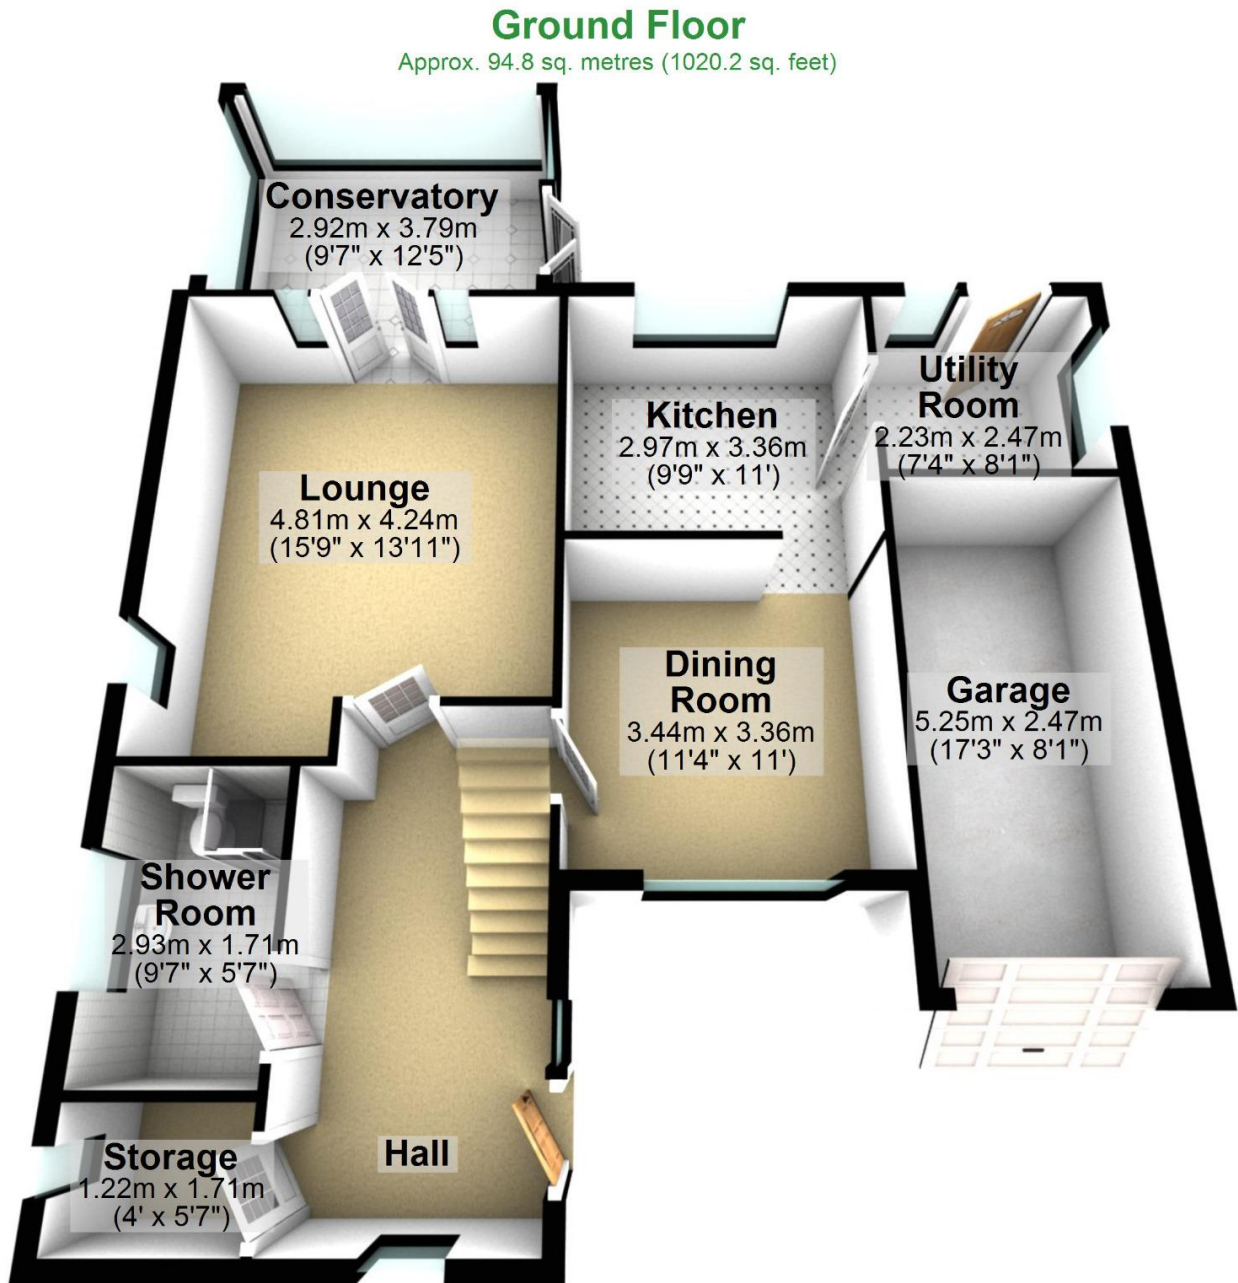 Ground Floor
Approx. 94.8 sq. metres (1020.2 sq. feet)
Conservatory
2.92m x 3.79m
(9'7" x 12'5")
Kitchen
2.97m x 3.36m
(9'9" x 11')
Utility
Room
2.23m x 2.47m
(7'4" x 8'1")
Lounge
4.81m x 4.24m
(15'9" x 13'11")
Dining
Room
3.44m x 3.36m
(11'4" x 11')
Garage
5.25m x 2.47m
(17'3" x 8'1")
Shower
Room
2.93m x 1.71m
(9'7" x 5'7")
Storage
1.22m x 1.71m
(4' x 5'7")
Hall